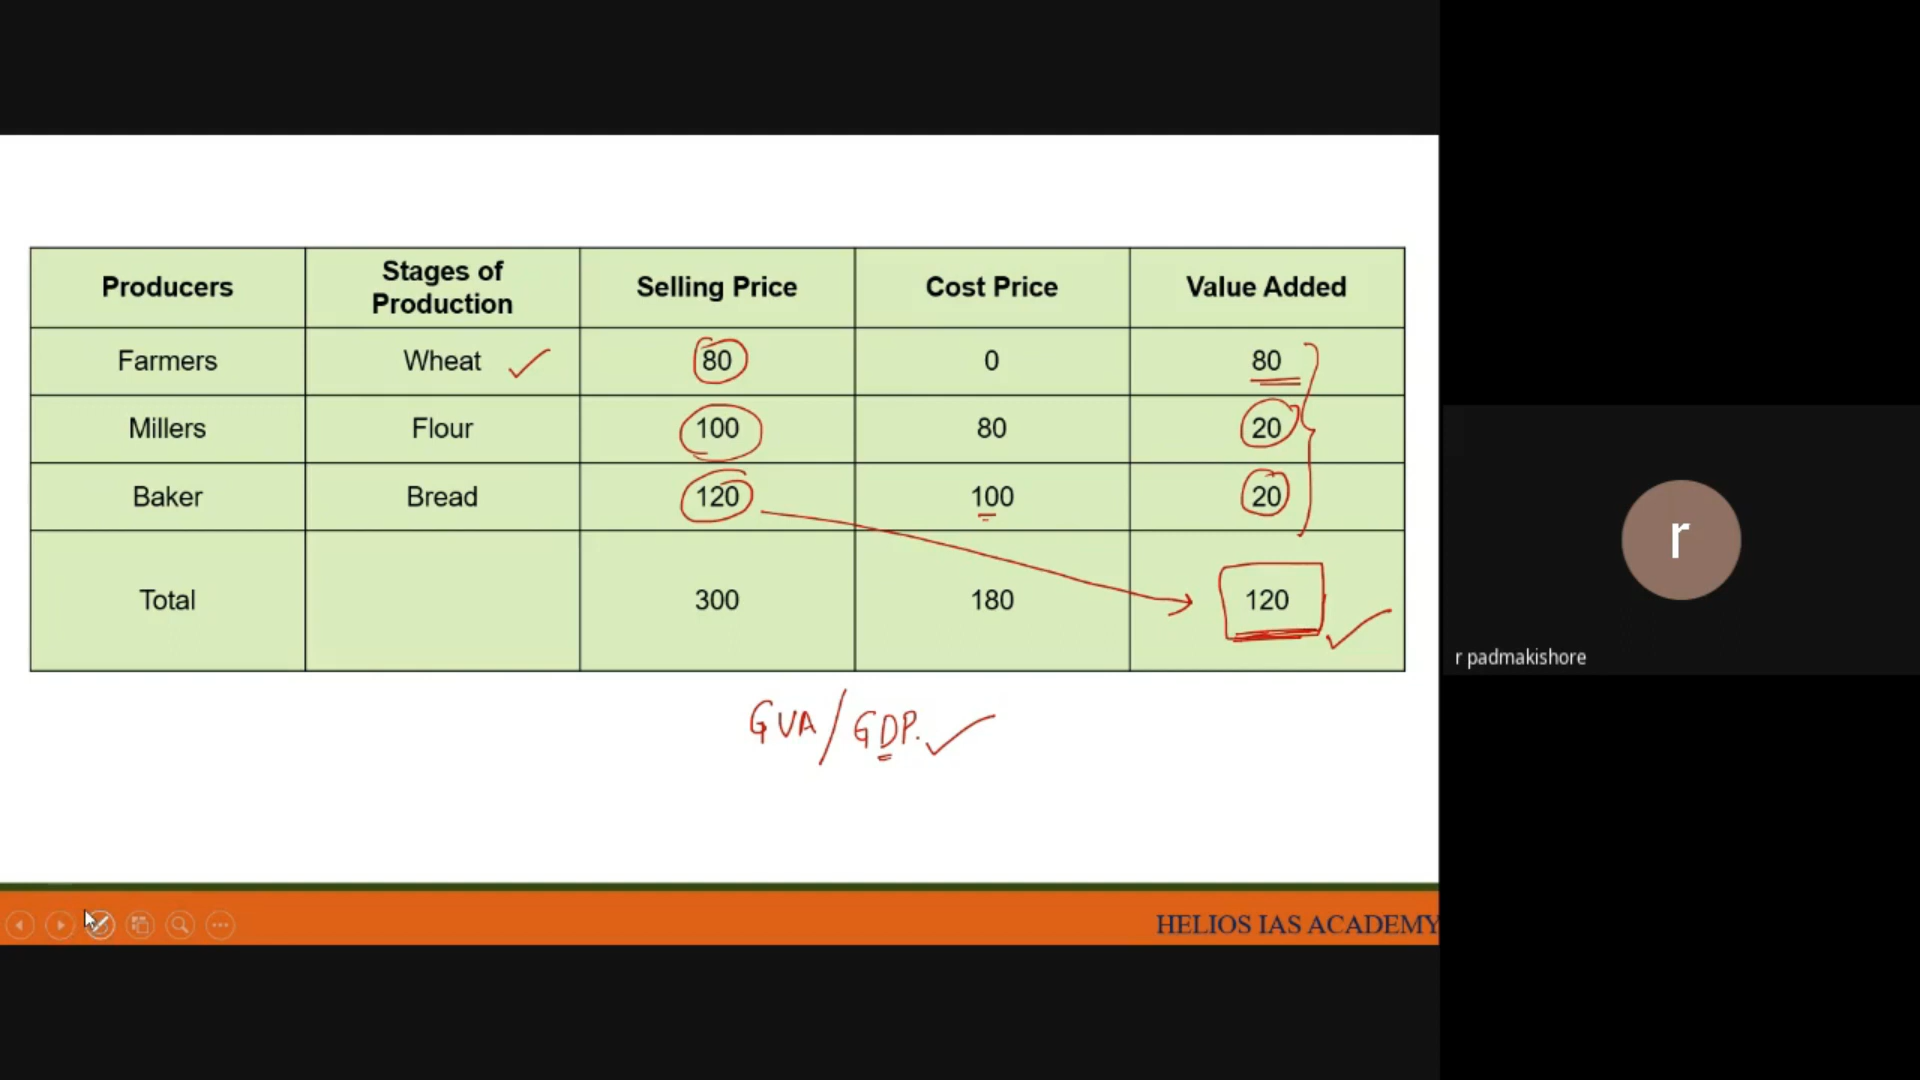 Producers Stages of Production Selling Price Cost Price Value Added
Farmers Wheat 80 0 80
Millers Flour 100 80 20
Baker Bread 120 100 20
Total 300 180 120
GVA/GDP.
r
r padmakishore
HELIOS IAS ACADEMY